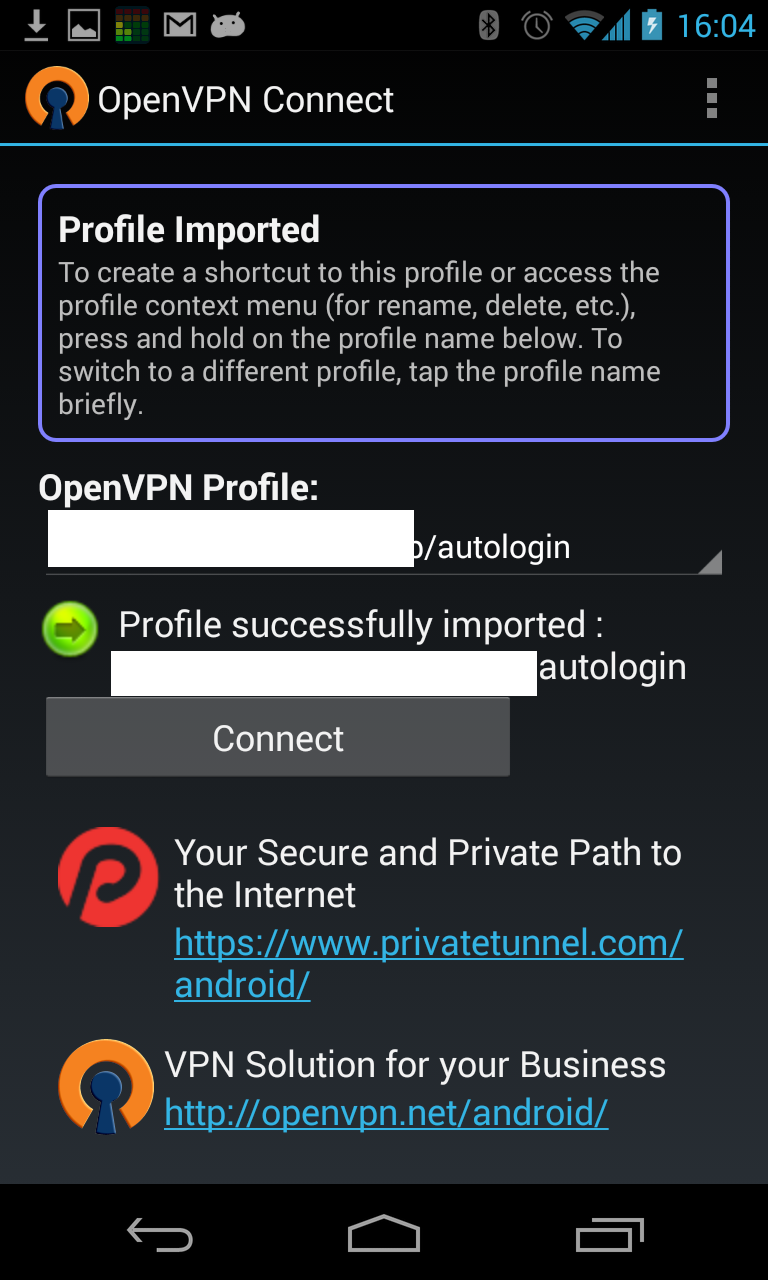 16:04
OpenVPN Connect
Profile Imported
To create a shortcut to this profile or access the
profile context menu (for rename, delete, etc.),
press and hold on the profile name below. To
switch to a different profile, tap the profile name
briefly.
OpenVPN Profile:
/autologin
Profile successfully imported :
autologin
Connect
Your Secure and Private Path to
the Internet
https://www.privatetunnel.com/
android/
VPN Solution for your Business
http://openvpn.net/android/